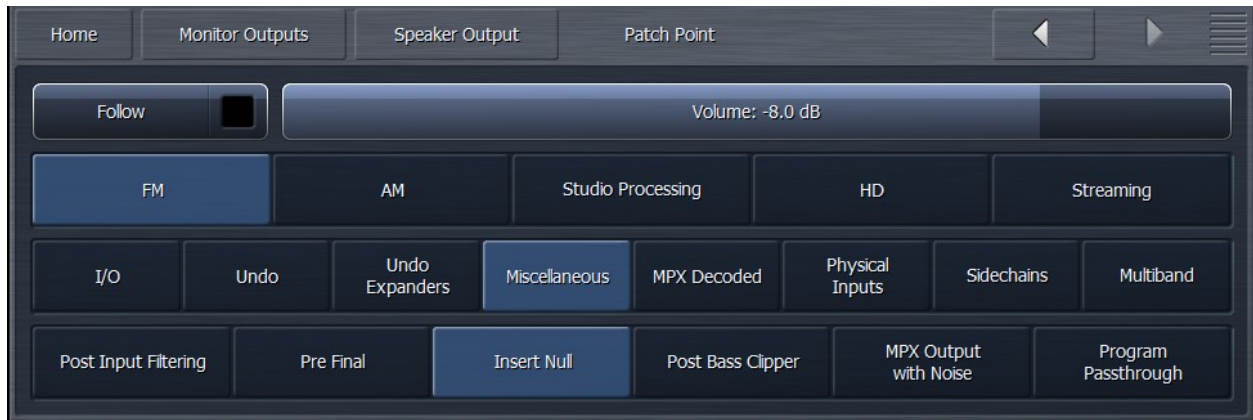 Home Monitor Outputs Speaker Output Patch Point
Follow Volume: -8.0 dB
FM AM Studio Processing HD Streaming
I/O Undo Undo Expanders Miscellaneous MPX Decoded Physical Inputs Sidechains Multiband
Post Input Filtering Pre Final Insert Null Post Bass Clipper MPX Output with Noise Program Passthrough